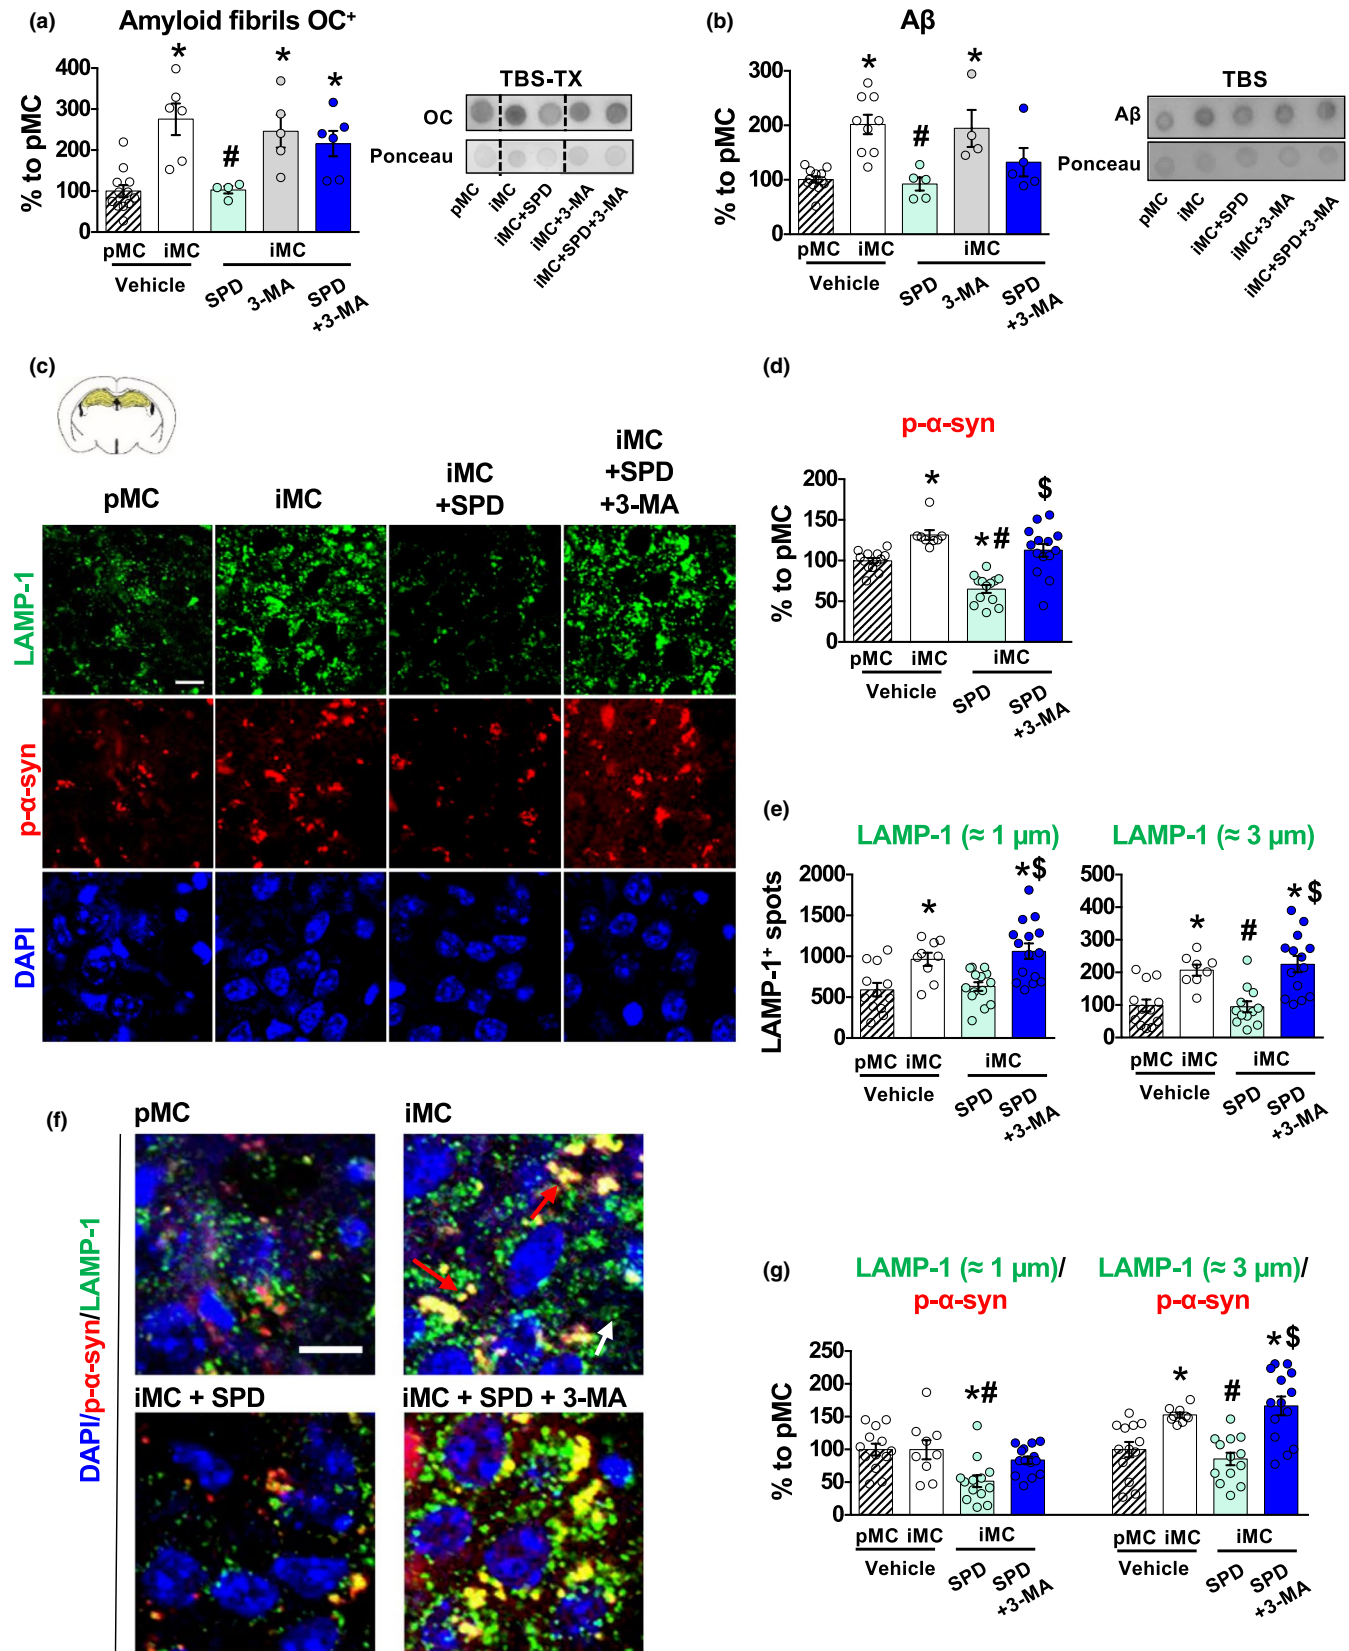 (a)
Amyloid fibrils OC⁺
% to pMC
400
300
200
100
0
*
#
*
*
pMC
iMC
iMC
Vehicle
SPD
3-MA
SPD
+3-MA
TBS-TX
OC
Ponceau
pMC
iMC
iMC+SPD
iMC+3-MA
iMC+SPD+3-MA
(b)
Aβ
% to pMC
300
200
100
0
*
#
*
pMC
iMC
iMC
Vehicle
SPD
3-MA
SPD
+3-MA
TBS
Aβ
Ponceau
pMC
iMC
iMC+SPD
iMC+3-MA
iMC+SPD+3-MA
(c)
pMC
iMC
iMC
+SPD
iMC
+SPD
+3-MA
LAMP-1
p-α-syn
DAPI
(d)
p-α-syn
% to pMC
200
150
100
50
0
*
*#
$
pMC
iMC
iMC
Vehicle
SPD
SPD
+3-MA
(e)
LAMP-1 (≈ 1 µm)
LAMP-1⁺ spots
2000
1500
1000
500
0
*
*$
pMC
iMC
iMC
Vehicle
SPD
SPD
+3-MA
LAMP-1 (≈ 3 µm)
500
400
300
200
100
0
*
#
*$
pMC
iMC
iMC
Vehicle
SPD
SPD
+3-MA
(f)
DAPI/p-α-syn/LAMP-1
pMC
iMC
iMC + SPD
iMC + SPD + 3-MA
(g)
LAMP-1 (≈ 1 µm)/
p-α-syn
LAMP-1 (≈ 3 µm)/
p-α-syn
% to pMC
250
200
150
100
50
0
*#
*
#
*$
pMC
iMC
iMC
Vehicle
SPD
SPD
+3-MA
pMC
iMC
iMC
Vehicle
SPD
SPD
+3-MA